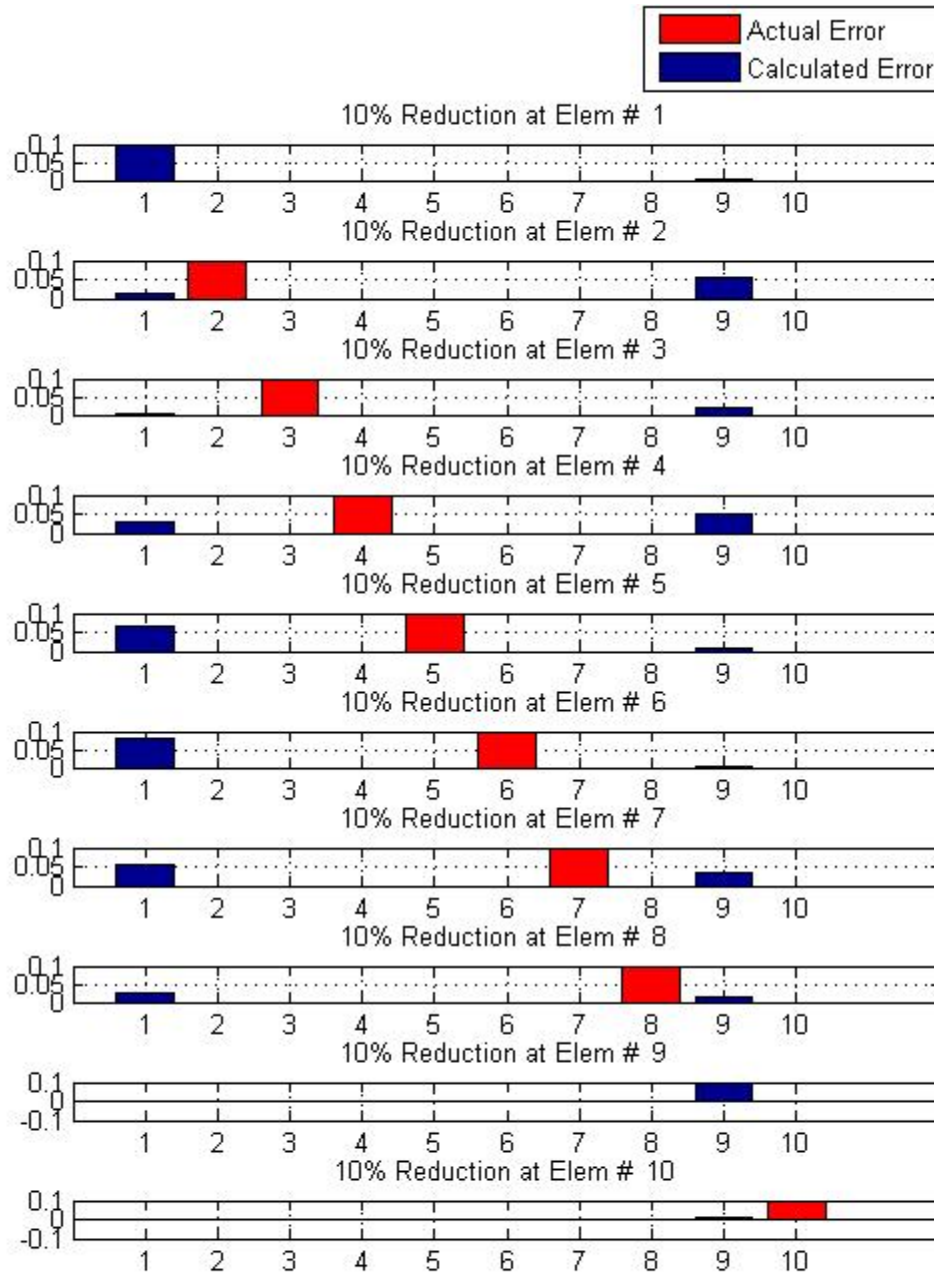 Actual Error
Calculated Error
10% Reduction at Elem # 1
0.1
0.05
0
1 2 3 4 5 6 7 8 9 10
10% Reduction at Elem # 2
0.1
0.05
0
1 2 3 4 5 6 7 8 9 10
10% Reduction at Elem # 3
0.1
0.05
0
1 2 3 4 5 6 7 8 9 10
10% Reduction at Elem # 4
0.1
0.05
0
1 2 3 4 5 6 7 8 9 10
10% Reduction at Elem # 5
0.1
0.05
0
1 2 3 4 5 6 7 8 9 10
10% Reduction at Elem # 6
0.1
0.05
0
1 2 3 4 5 6 7 8 9 10
10% Reduction at Elem # 7
0.1
0.05
0
1 2 3 4 5 6 7 8 9 10
10% Reduction at Elem # 8
0.1
0.05
0
1 2 3 4 5 6 7 8 9 10
10% Reduction at Elem # 9
0.1
0
-0.1
1 2 3 4 5 6 7 8 9 10
10% Reduction at Elem # 10
0.1
0
-0.1
1 2 3 4 5 6 7 8 9 10